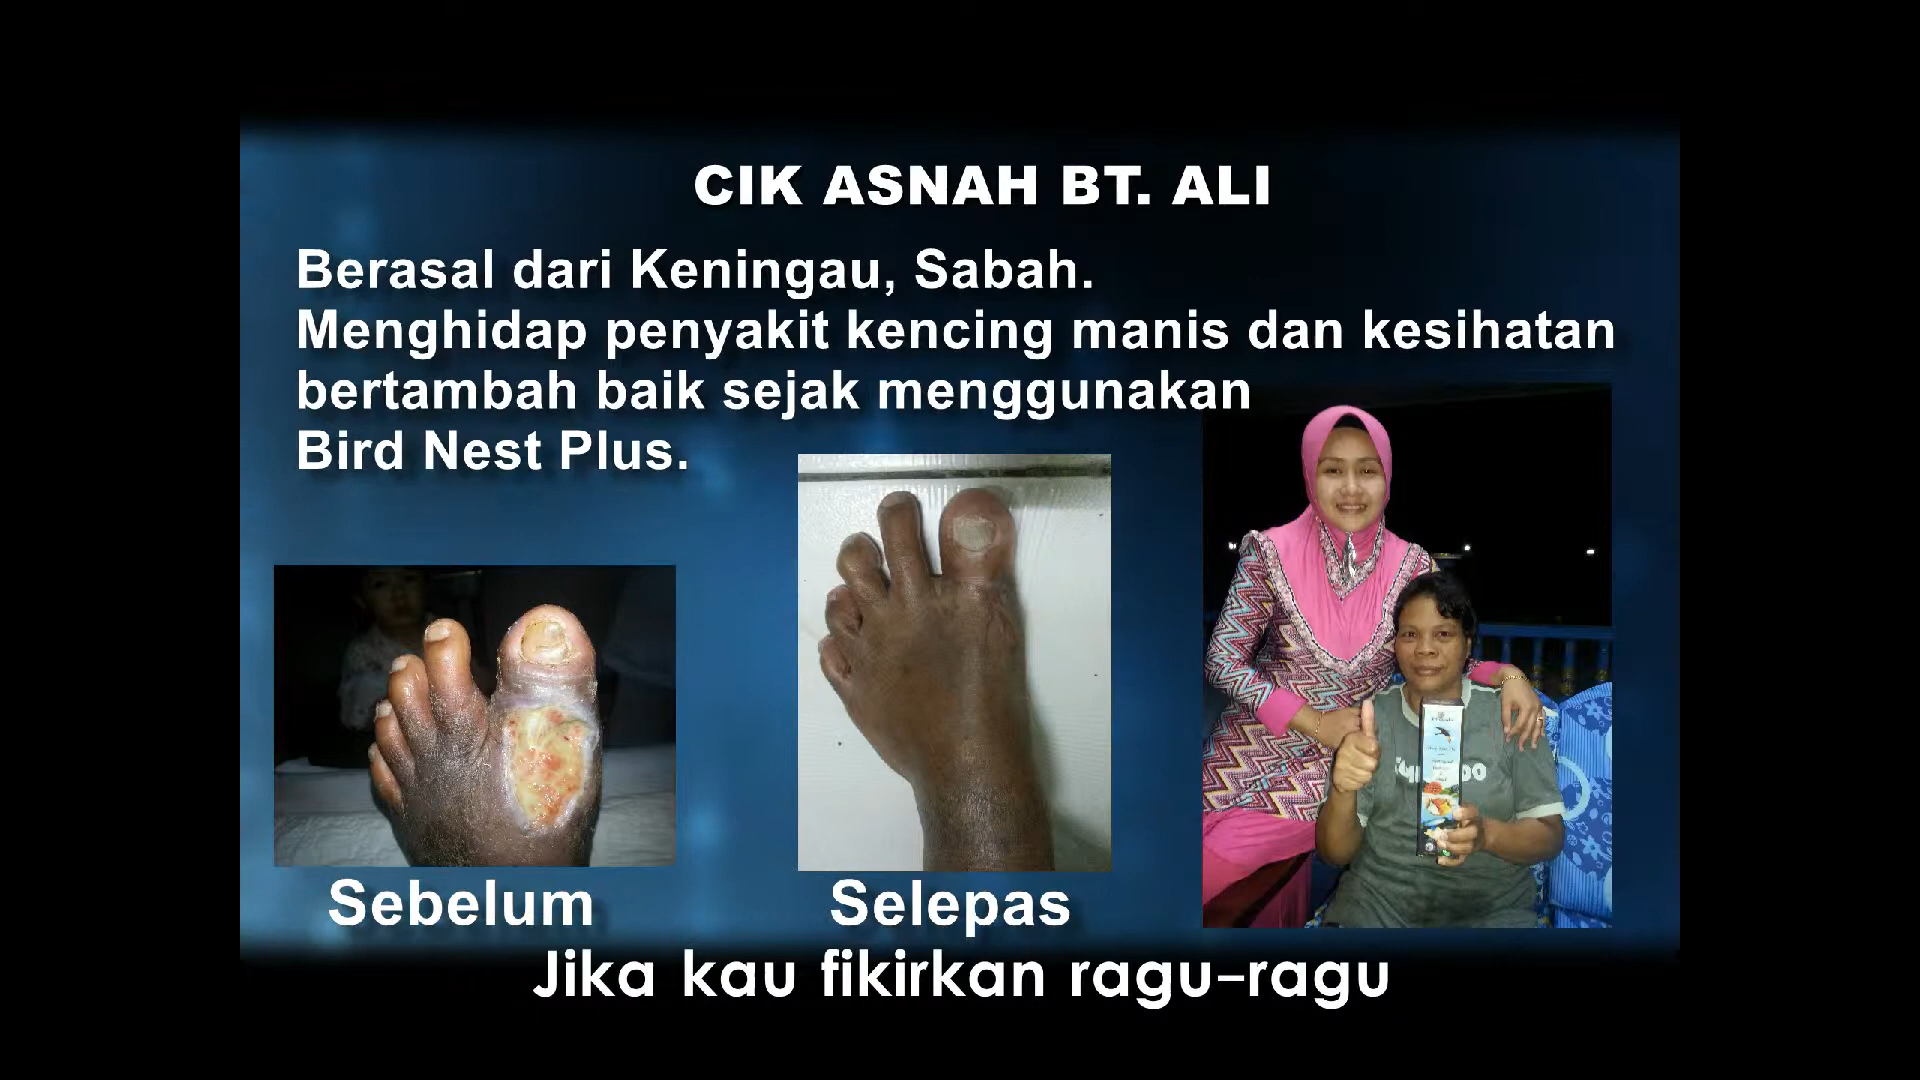 CIK ASNAH BT. ALI
Berasal dari Keningau, Sabah.
Menghidap penyakit kencing manis dan kesihatan
bertambah baik sejak menggunakan
Bird Nest Plus.
Sebelum
Selepas
Jika kau fikirkan ragu-ragu